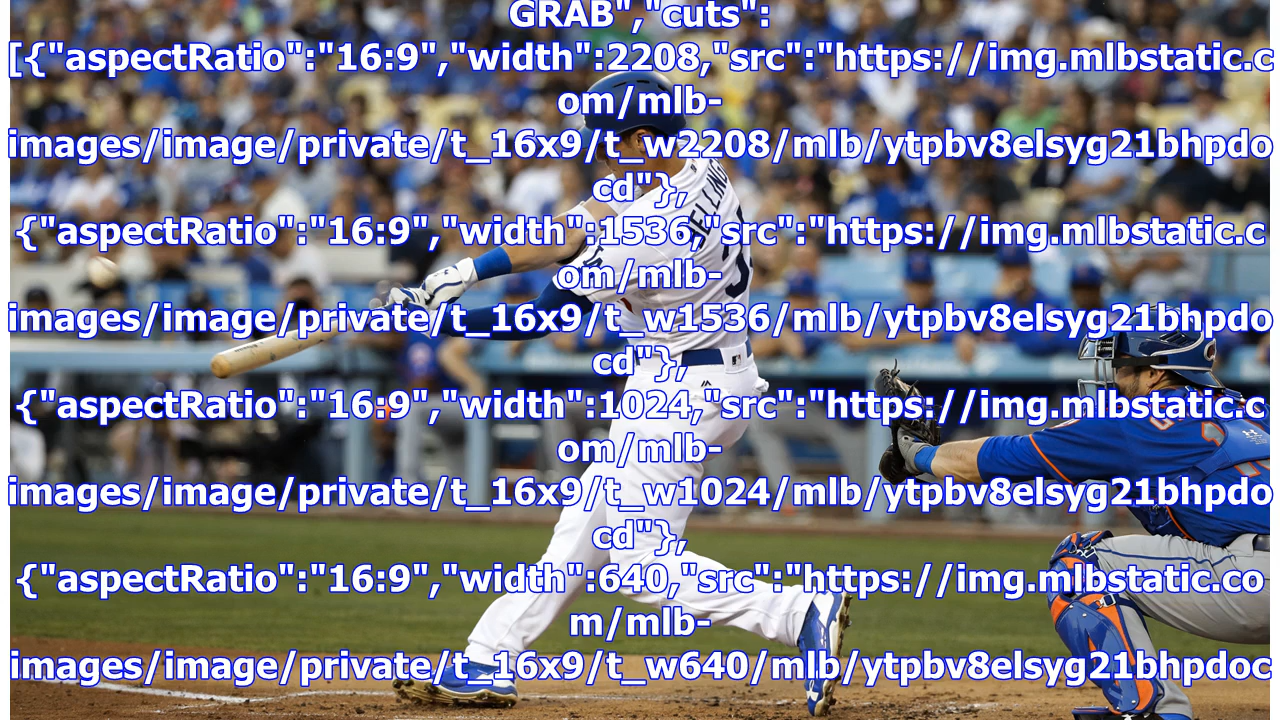 GRAB","cuts":
[{"aspectRatio":"16:9","width":2208,"src":"https://img.mlbstatic.c
om/mlb-
images/image/private/t_16x9/t_w2208/mlb/ytpbv8elsyg21bhpdo
cd"},
{"aspectRatio":"16:9","width":1536,"src":"https://img.mlbstatic.c
om/mlb-
images/image/private/t_16x9/t_w1536/mlb/ytpbv8elsyg21bhpdo
cd"},
{"aspectRatio":"16:9","width":1024,"src":"https://img.mlbstatic.c
om/mlb-
images/image/private/t_16x9/t_w1024/mlb/ytpbv8elsyg21bhpdo
cd"},
{"aspectRatio":"16:9","width":640,"src":"https://img.mlbstatic.co
m/mlb-
images/image/private/t_16x9/t_w640/mlb/ytpbv8elsyg21bhpdoc